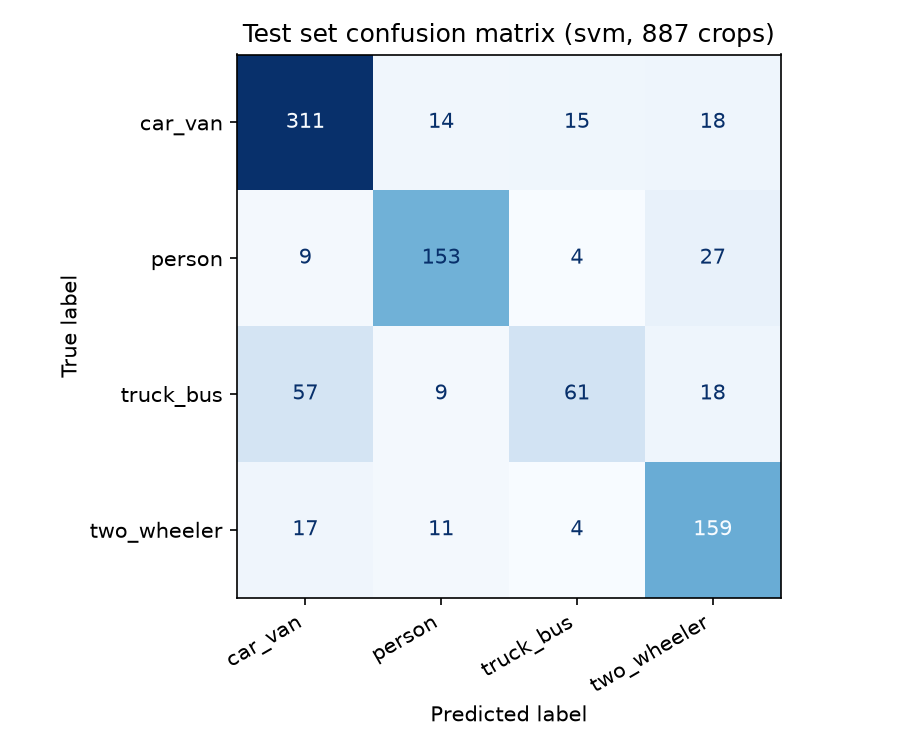 Test set confusion matrix (svm, 887 crops)
True label
car_van 311 14 15 18
person 9 153 4 27
truck_bus 57 9 61 18
two_wheeler 17 11 4 159
car_van person truck_bus two_wheeler
Predicted label